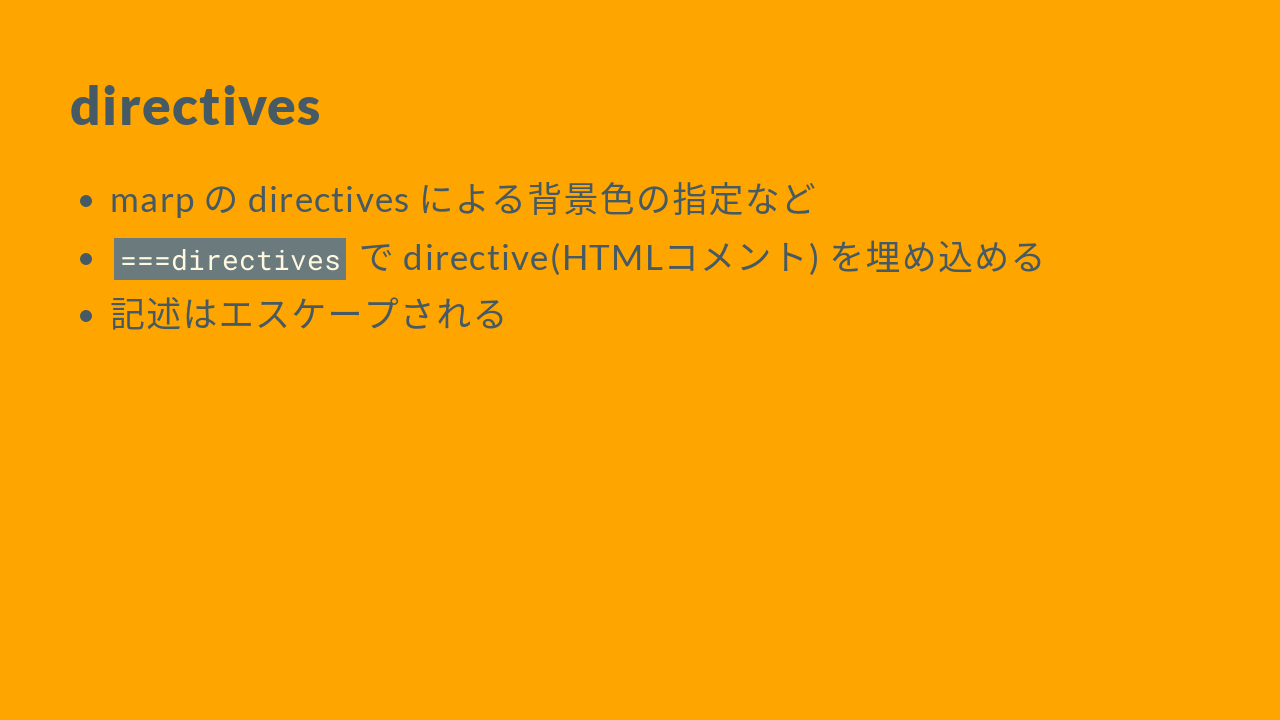 directives
marp の directives による背景色の指定など
===directives で directive(HTMLコメント) を埋め込める
記述はエスケープされる